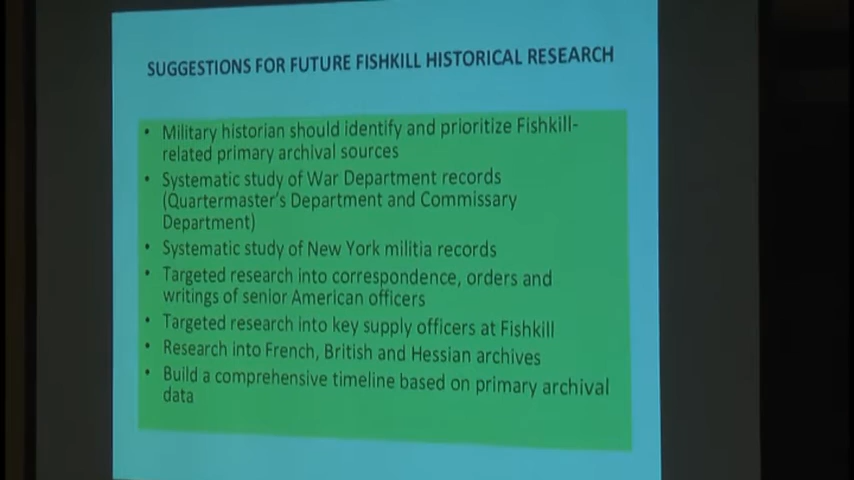 SUGGESTIONS FOR FUTURE FISHKILL HISTORICAL RESEARCH
• Military historian should identify and prioritize Fishkill-
related primary archival sources
• Systematic study of War Department records
(Quartermaster's Department and Commissary
Department)
• Systematic study of New York militia records
• Targeted research into correspondence, orders and
writings of senior American officers
• Targeted research into key supply officers at Fishkill
• Research into French, British and Hessian archives
• Build a comprehensive timeline based on primary archival
data